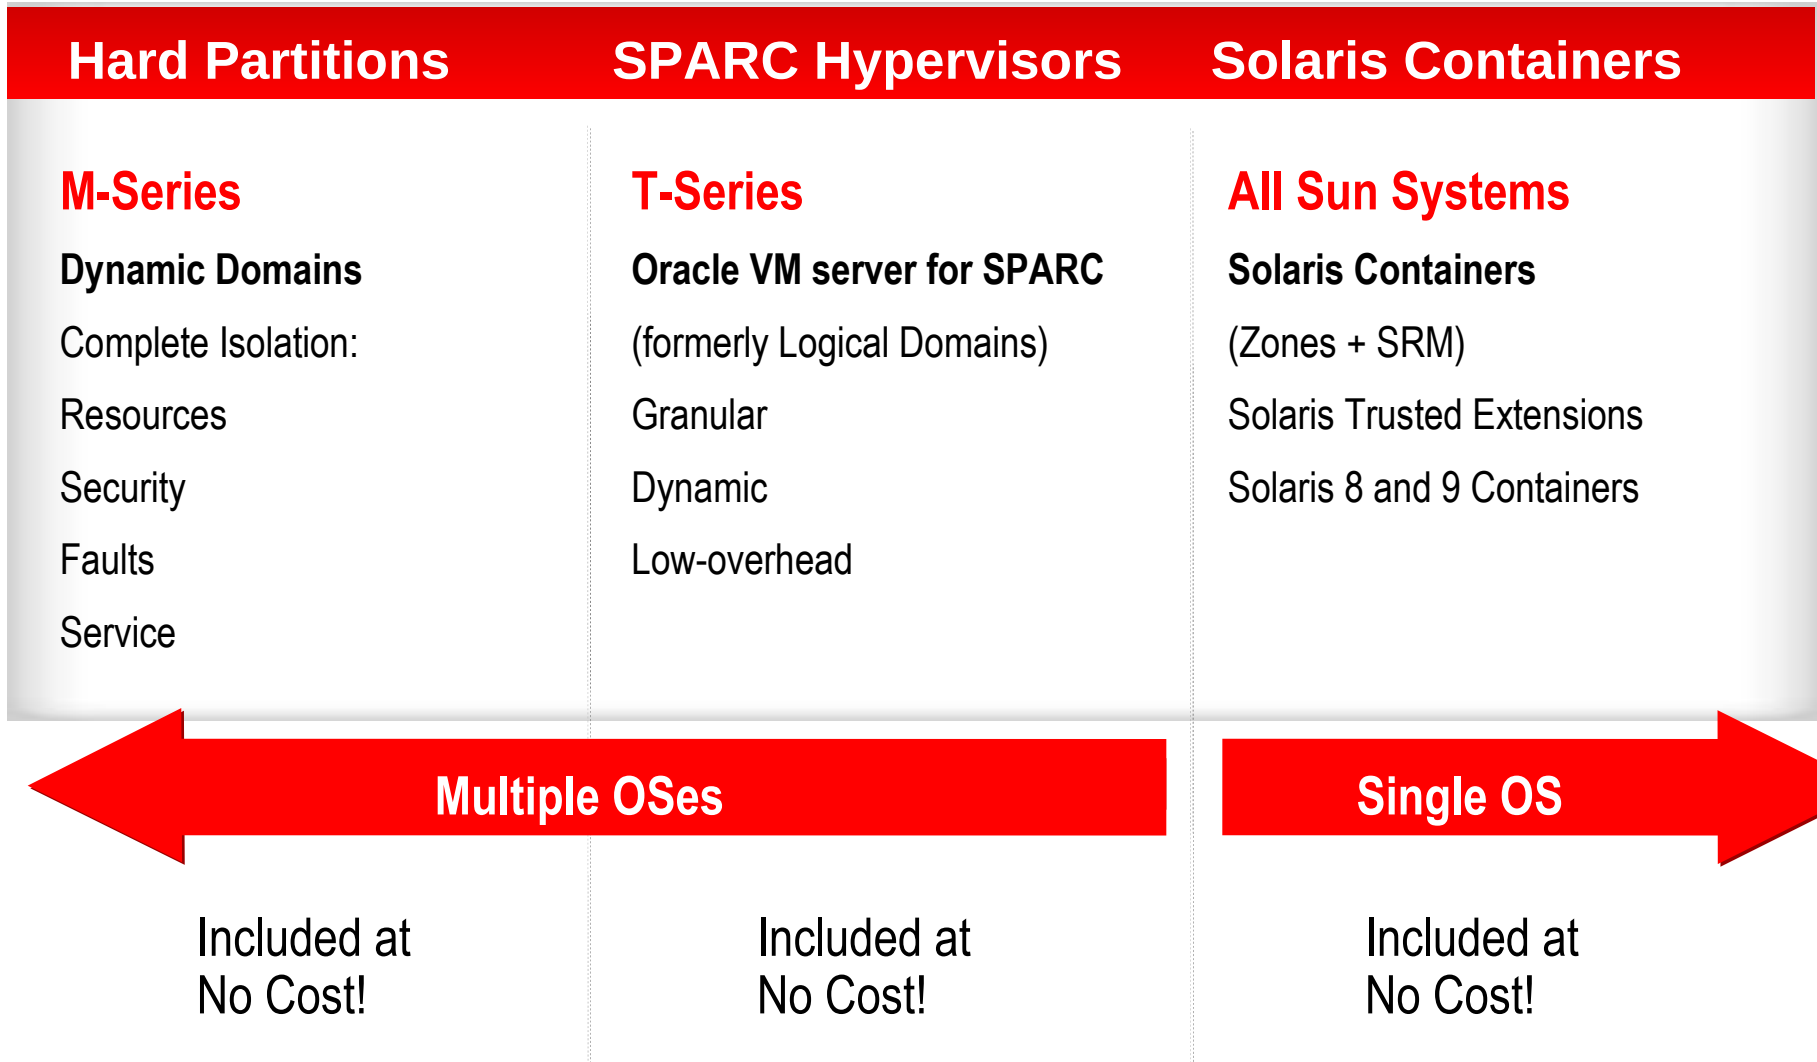 Hard Partitions
SPARC Hypervisors
Solaris Containers
M-Series
Dynamic Domains
Complete Isolation:
Resources
Security
Faults
Service
T-Series
Oracle VM server for SPARC
(formerly Logical Domains)
Granular
Dynamic
Low-overhead
All Sun Systems
Solaris Containers
(Zones + SRM)
Solaris Trusted Extensions
Solaris 8 and 9 Containers
Multiple OSes
Single OS
Included at
No Cost!
Included at
No Cost!
Included at
No Cost!